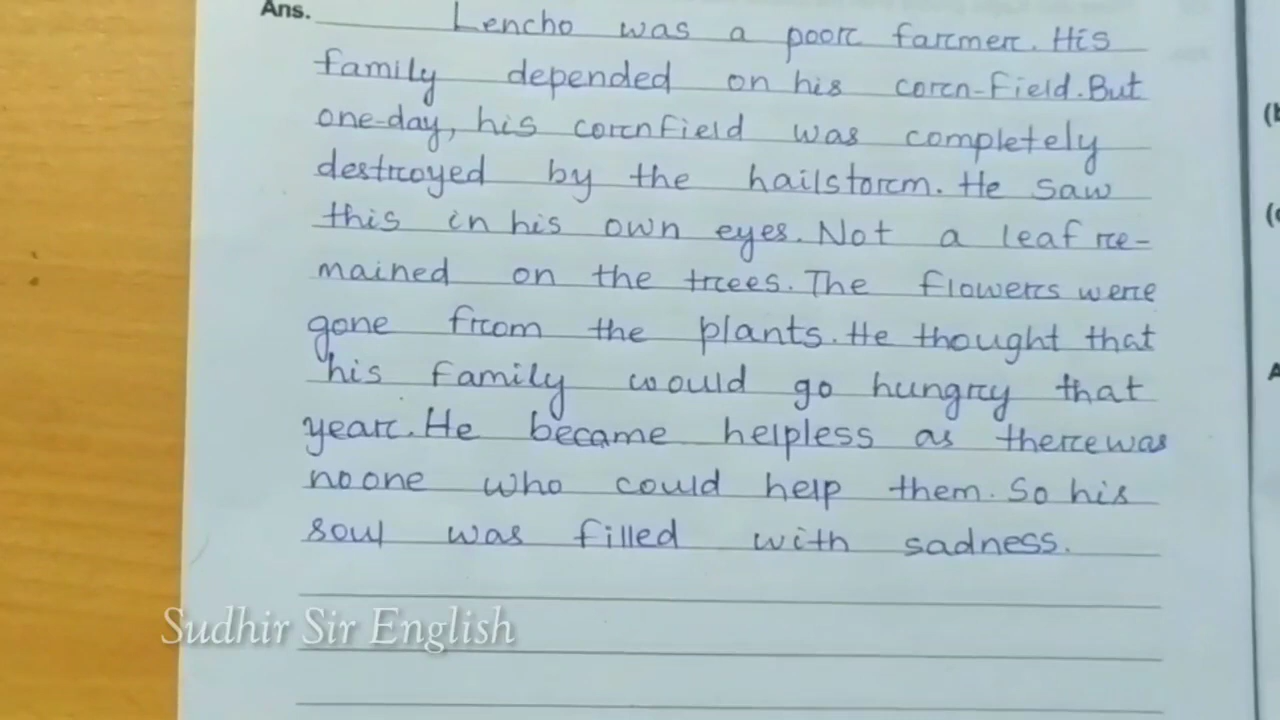 Ans. Lencho was a poor farmer. His
family depended on his corn-field. But
one-day, his cornfield was completely
destroyed by the hailstorm. He saw
this in his own eyes. Not a leaf re-
mained on the trees. The flowers were
gone from the plants. He thought that
his family would go hungry that
year. He became helpless as there was
no one who could help them. So his
soul was filled with sadness.
Sudhir Sir English